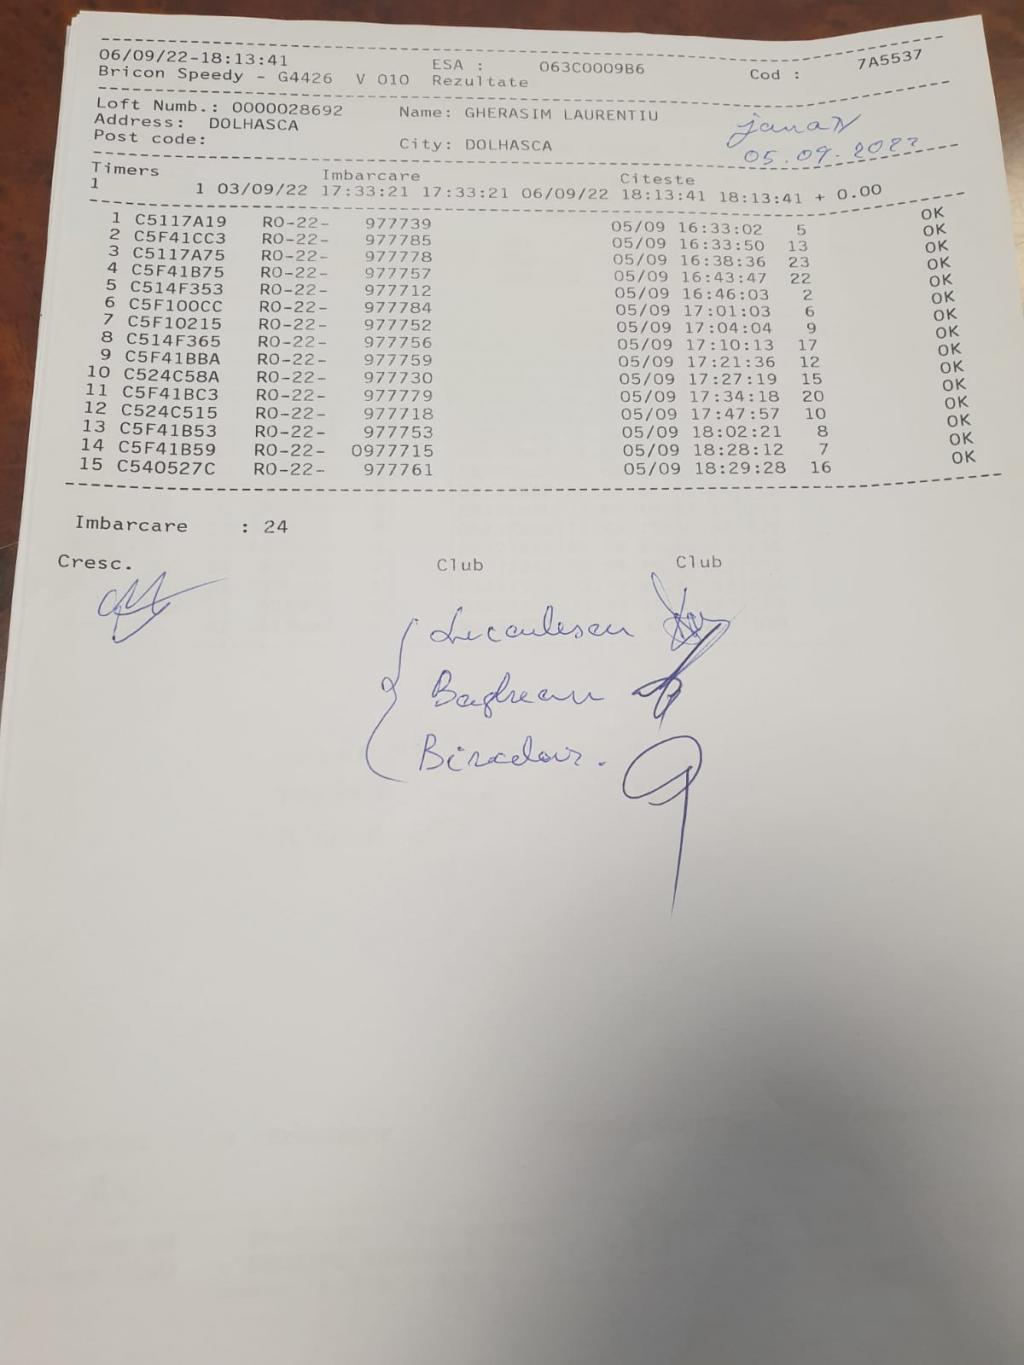 06/09/22-18:13:41 ESA : 063C0009B6 Cod : 7A5537
Bricon Speedy - G4426 V 010 Rezultate
Loft Numb.: 0000028692 Name: GHERASIM LAURENTIU
Address: DOLHASCA
Post code: City: DOLHASCA
05.09.2022
Timers Imbarcare Citeste
1 1 03/09/22 17:33:21 17:33:21 06/09/22 18:13:41 18:13:41 + 0.00
1 C5117A19 RO-22- 977739 05/09 16:33:02 5 OK
2 C5F41CC3 RO-22- 977785 05/09 16:33:50 13 OK
3 C5117A75 RO-22- 977778 05/09 16:38:36 23 OK
4 C5F41B75 RO-22- 977757 05/09 16:43:47 22 OK
5 C514F353 RO-22- 977712 05/09 16:46:03 2 OK
6 C5F100CC RO-22- 977784 05/09 17:01:03 6 OK
7 C5F10215 RO-22- 977752 05/09 17:04:04 9 OK
8 C514F365 RO-22- 977756 05/09 17:10:13 17 OK
9 C5F41BBA RO-22- 977759 05/09 17:21:36 12 OK
10 C524C58A RO-22- 977730 05/09 17:27:19 15 OK
11 C5F41BC3 RO-22- 977779 05/09 17:34:18 20 OK
12 C524C515 RO-22- 977718 05/09 17:47:57 10 OK
13 C5F41B53 RO-22- 977753 05/09 18:02:21 8 OK
14 C5F41B59 RO-22- 0977715 05/09 18:28:12 7 OK
15 C540527C RO-22- 977761 05/09 18:29:28 16 OK
Imbarcare : 24
Cresc. Club Club